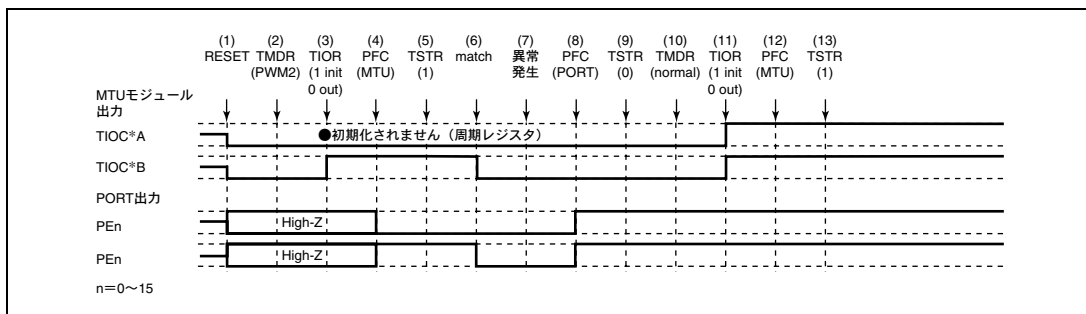 (1) (2) (3) (4) (5) (6) (7) (8) (9) (10) (11) (12) (13)
RESET TMDR TIOR PFC TSTR match 異常 PFC TSTR TMDR TIOR PFC TSTR
(PWM2) (1 init (MTU) (1) 発生 (PORT) (0) (normal) (1 init (MTU) (1)
0 out) 0 out)
MTUモジュール
出力
TIOC*A ●初期化されません（周期レジスタ）
TIOC*B
PORT出力
PEn High-Z
PEn High-Z
n＝0〜15